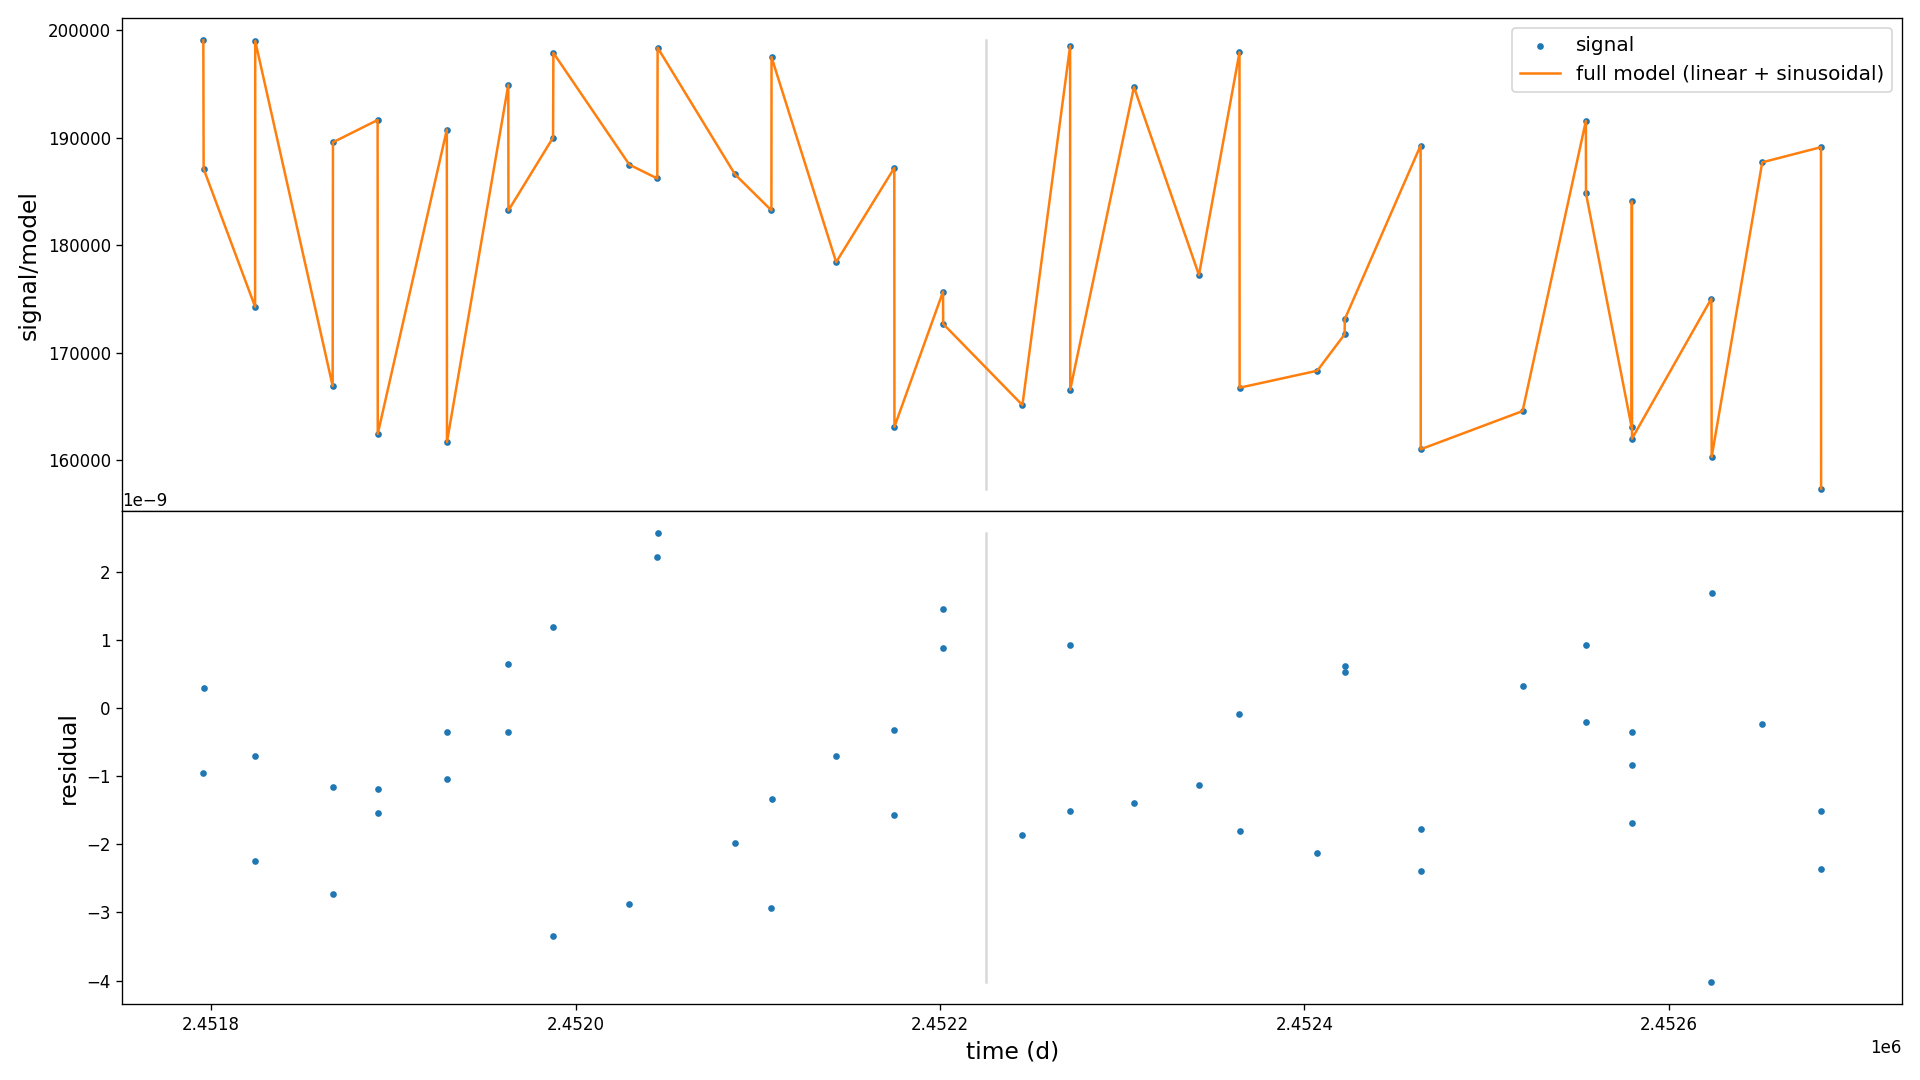 200000
190000
180000
170000
160000
signal/model
signal
full model (linear + sinusoidal)
1e−9
2
1
0
−1
−2
−3
−4
residual
2.4518
2.4520
2.4522
2.4524
2.4526
time (d)
1e6